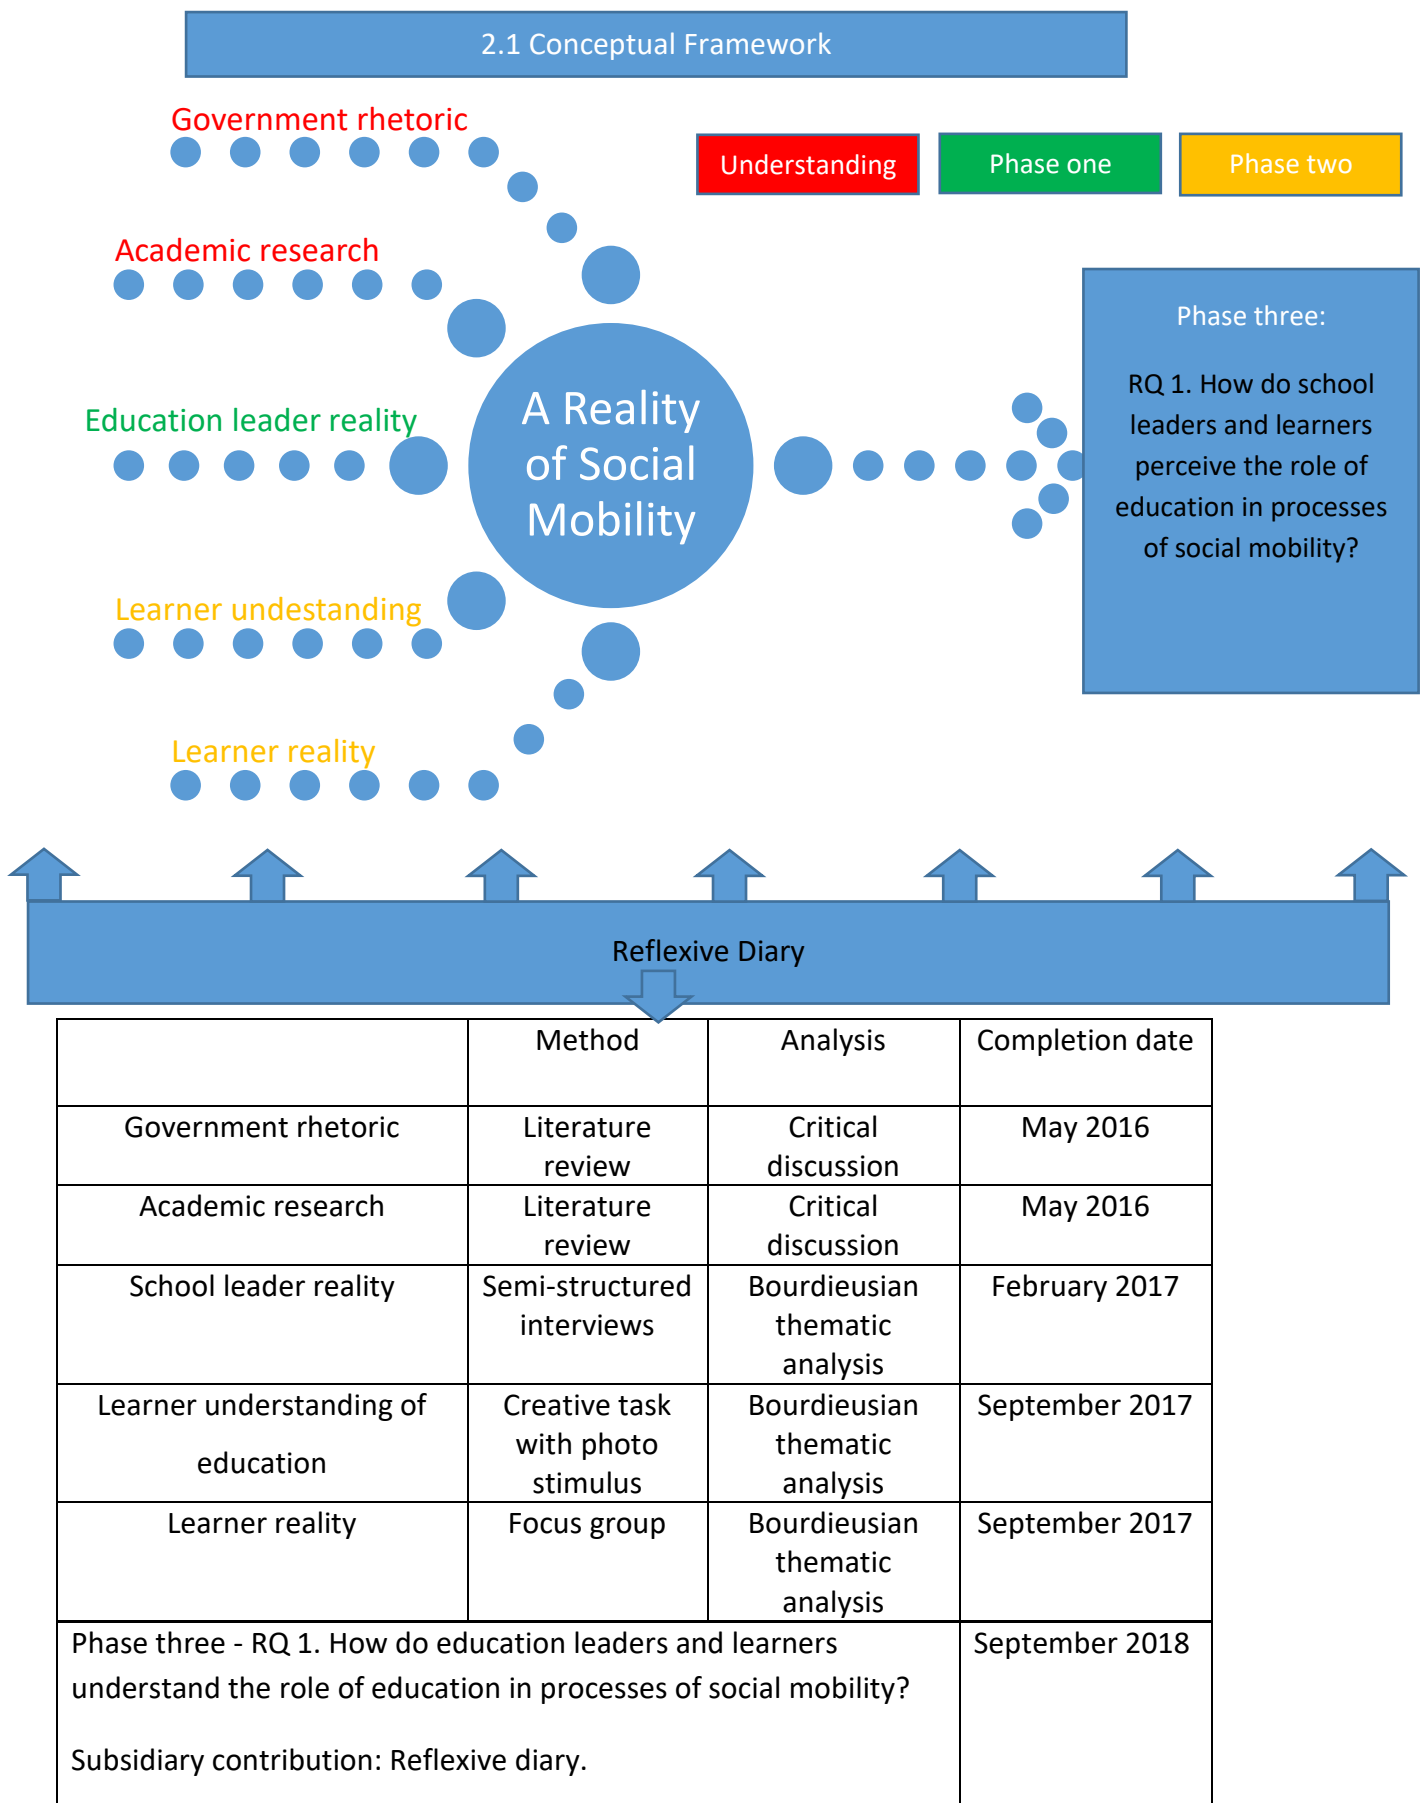 2.1 Conceptual Framework
Government rhetoric
Understanding
Phase one
Phase two
Academic research
Phase three:
RQ 1. How do school
leaders and learners
perceive the role of
education in processes
of social mobility?
Education leader reality
A Reality
of Social
Mobility
Learner undestanding
Learner reality
Reflexive Diary
Method
Analysis
Completion date
Government rhetoric
Literature
review
Critical
discussion
May 2016
Academic research
Literature
review
Critical
discussion
May 2016
School leader reality
Semi-structured
interviews
Bourdieusian
thematic
analysis
February 2017
Learner understanding of
education
Creative task
with photo
stimulus
Bourdieusian
thematic
analysis
September 2017
Learner reality
Focus group
Bourdieusian
thematic
analysis
September 2017
Phase three - RQ 1. How do education leaders and learners
understand the role of education in processes of social mobility?
Subsidiary contribution: Reflexive diary.
September 2018